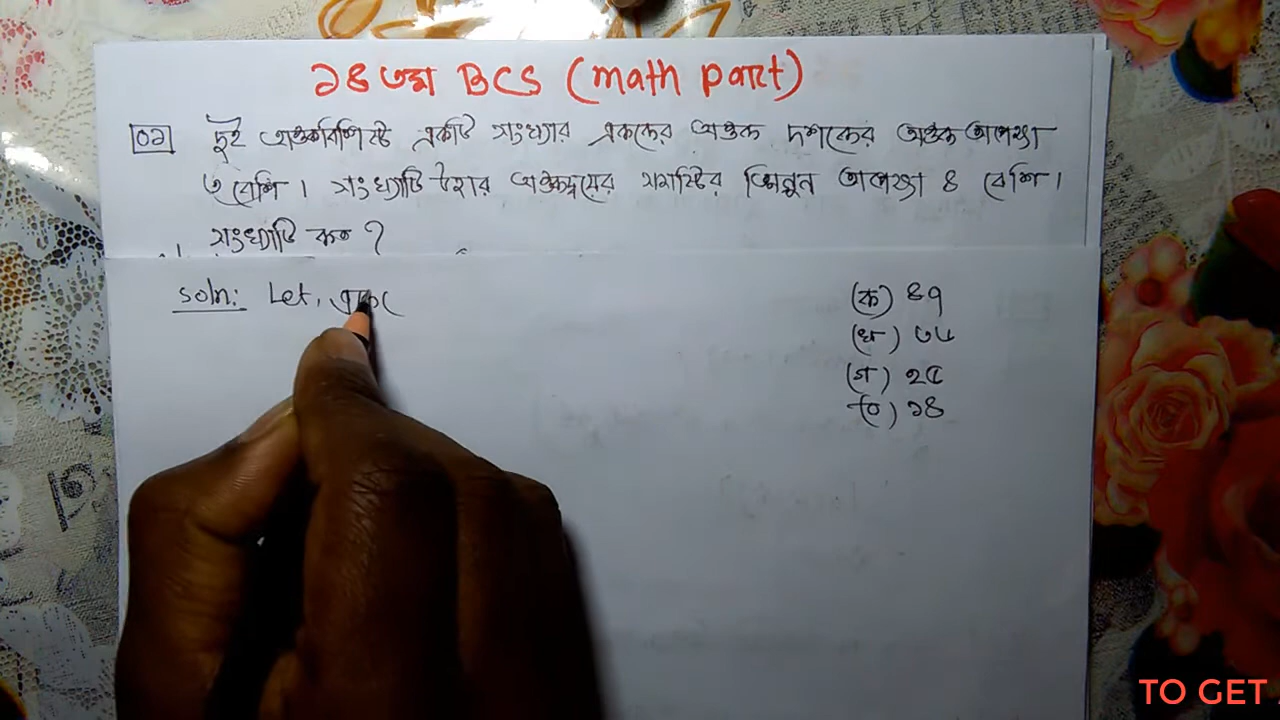 ১৪তম BCS (math part)
০১ দুই অঙ্কবিশিষ্ট একটি সংখ্যার এককের অঙ্ক দশকের অঙ্ক অপেক্ষা
৩ বেশি। সংখ্যাটি উহার অঙ্কদ্বয়ের সমষ্টির তিনগুন অপেক্ষা ৪ বেশি।
সংখ্যাটি কত ?
Soln: Let,
(ক) ৪৭
(খ) ৩৬
(গ) ২৫
(ঘ) ১৪
TO GET